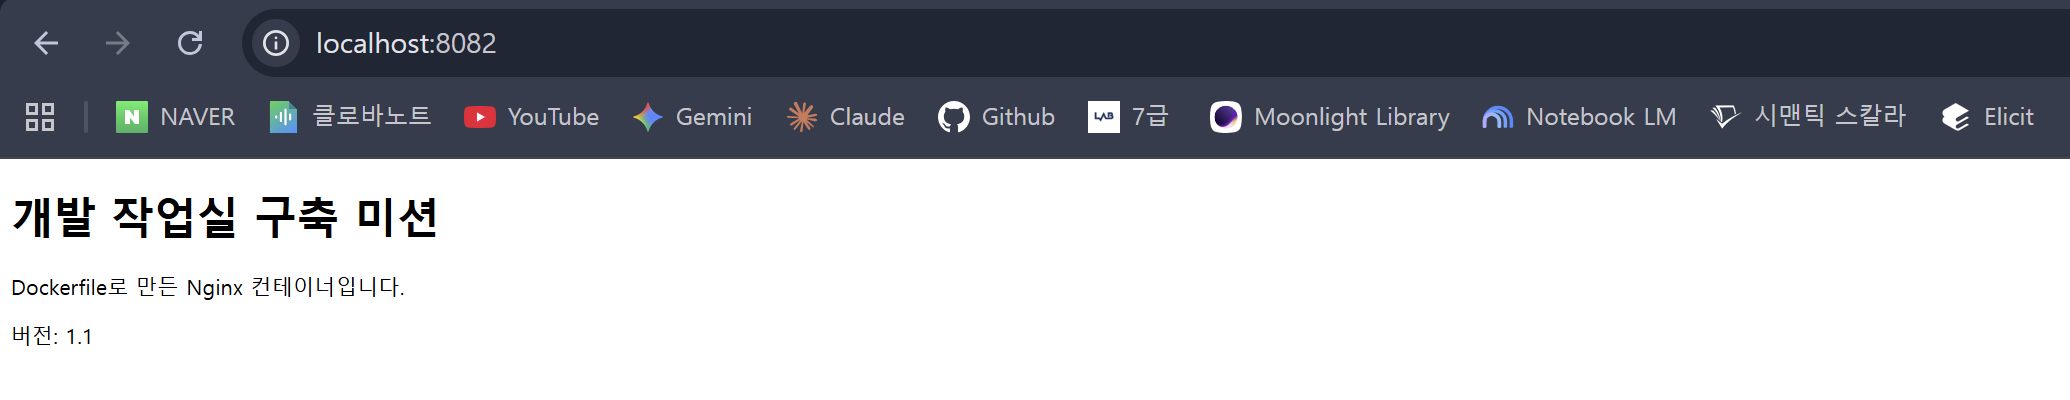 localhost:8082
NAVER 클로바노트 YouTube Gemini Claude Github LAB 7급 Moonlight Library Notebook LM 시맨틱 스칼라 Elicit
개발 작업실 구축 미션
Dockerfile로 만든 Nginx 컨테이너입니다.
버전: 1.1